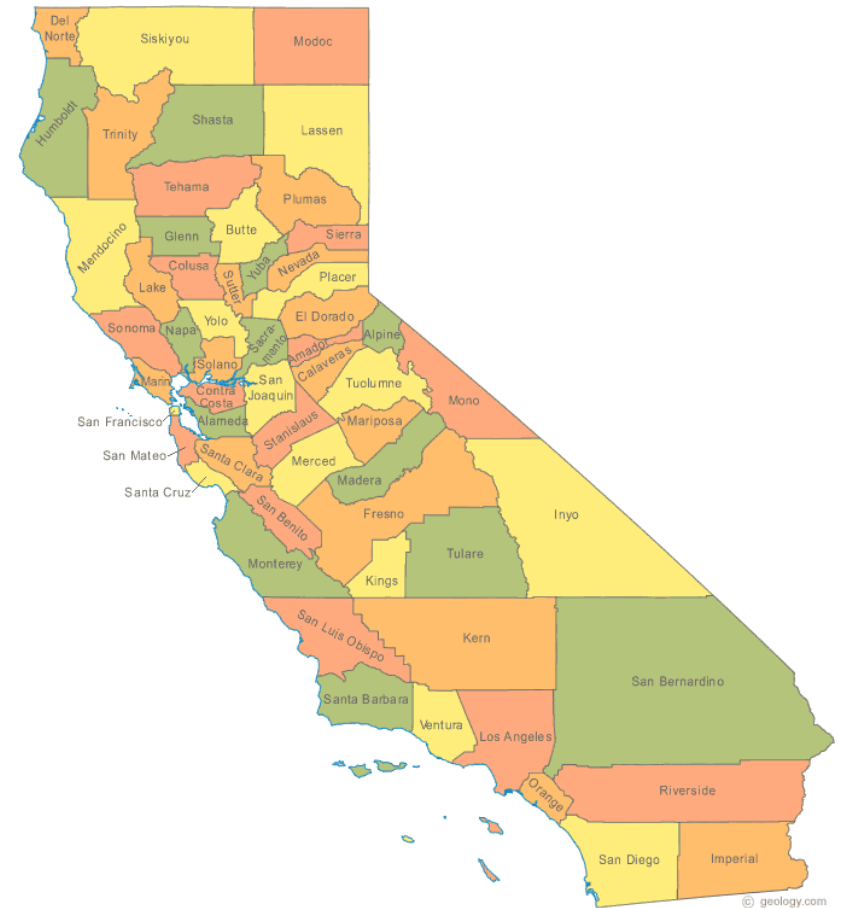 Del
Norte
Siskiyou
Modoc
Humboldt
Trinity
Shasta
Lassen
Tehama
Plumas
Mendocino
Glenn
Butte
Sierra
Colusa
Yuba
Nevada
Lake
Sutter
Placer
Sonoma
Napa
Yolo
Sacra-
manto
El Dorado
Alpine
Marin
Solano
Amador
Calaveras
Contra
Costa
San
Joaquin
Tuolumne
Mono
San Francisco
Alameda
Stanislaus
Mariposa
San Mateo
Santa Clara
Merced
Madera
Santa Cruz
San Benito
Fresno
Inyo
Monterey
Kings
Tulare
San Luis Obispo
Kern
San Bernardino
Santa Barbara
Ventura
Los Angeles
Orange
Riverside
San Diego
Imperial
© geology.com